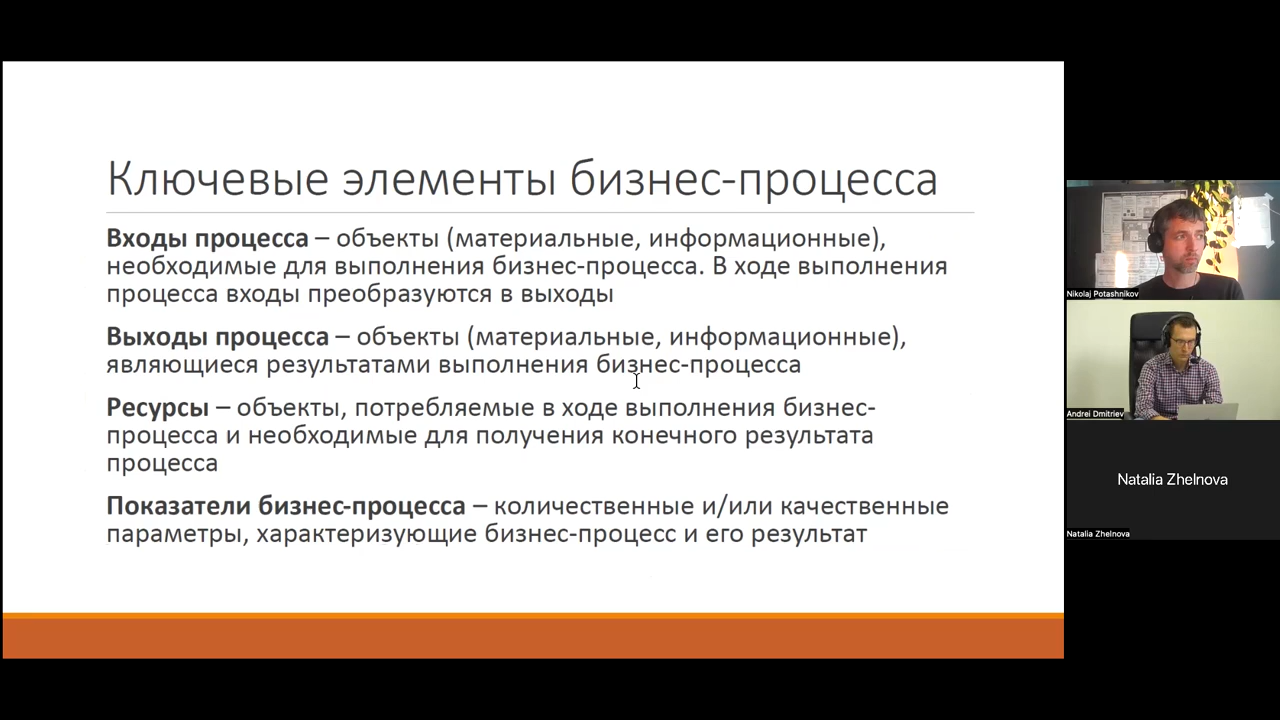 Ключевые элементы бизнес-процесса
Входы процесса – объекты (материальные, информационные),
необходимые для выполнения бизнес-процесса. В ходе выполнения
процесса входы преобразуются в выходы
Выходы процесса – объекты (материальные, информационные),
являющиеся результатами выполнения бизнес-процесса
Ресурсы – объекты, потребляемые в ходе выполнения бизнес-
процесса и необходимые для получения конечного результата
процесса
Показатели бизнес-процесса – количественные и/или качественные
параметры, характеризующие бизнес-процесс и его результат
Nikolaj Potashnikov
Andrei Dmitriev
Natalia Zhelnova
Natalia Zhelnova